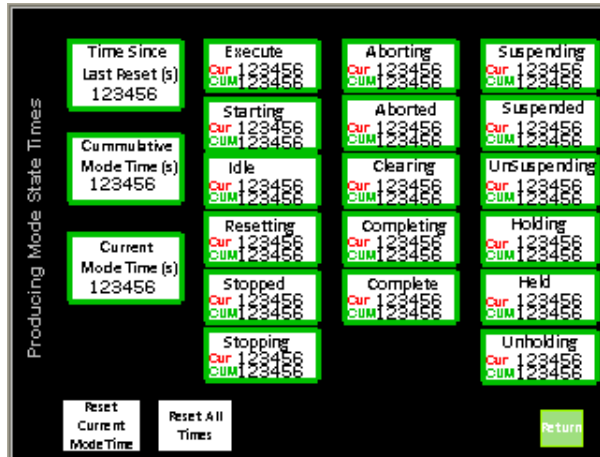 Producing Mode State Times
Time Since
Last Reset (s)
123456
Cummulative
Mode Time (s)
123456
Current
Mode Time (s)
123456
Execute
Cur 123456
CUM 123456
Starting
Cur 123456
CUM 123456
Idle
Cur 123456
CUM 123456
Resetting
Cur 123456
CUM 123456
Stopped
Cur 123456
CUM 123456
Stopping
Cur 123456
CUM 123456
Aborting
Cur 123456
CUM 123456
Aborted
Cur 123456
CUM 123456
Clearing
Cur 123456
CUM 123456
Completing
Cur 123456
CUM 123456
Complete
Cur 123456
CUM 123456
Suspending
Cur 123456
CUM 123456
Suspended
Cur 123456
CUM 123456
UnSuspending
Cur 123456
CUM 123456
Holding
Cur 123456
CUM 123456
Held
Cur 123456
CUM 123456
Unholding
Cur 123456
CUM 123456
Reset
Current
Mode Time
Reset All
Times
Return